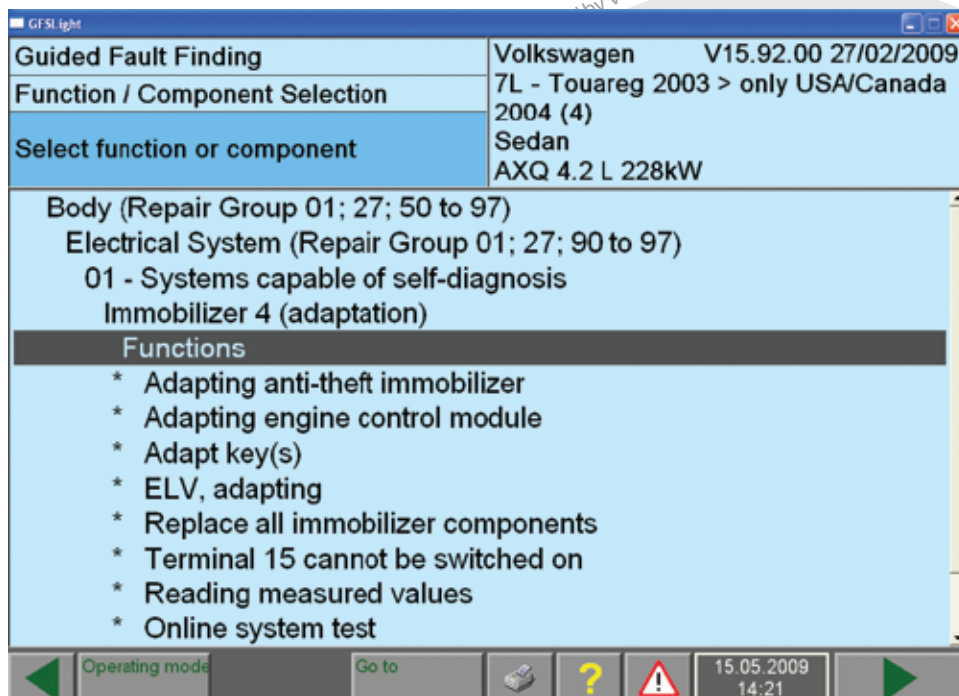 by
GFSLight
Guided Fault Finding
Function / Component Selection
Select function or component
Volkswagen V15.92.00 27/02/2009
7L - Touareg 2003 > only USA/Canada
2004 (4)
Sedan
AXQ 4.2 L 228kW
Body (Repair Group 01; 27; 50 to 97)
Electrical System (Repair Group 01; 27; 90 to 97)
01 - Systems capable of self-diagnosis
Immobilizer 4 (adaptation)
Functions
* Adapting anti-theft immobilizer
* Adapting engine control module
* Adapt key(s)
* ELV, adapting
* Replace all immobilizer components
* Terminal 15 cannot be switched on
* Reading measured values
* Online system test
Operating mode
Go to
?
!
15.05.2009
14:21